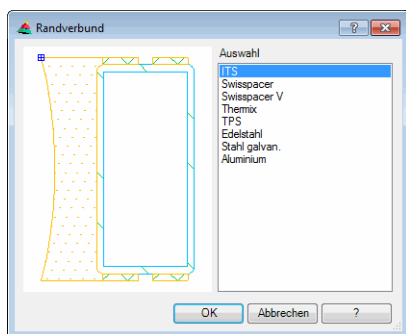 Randverbund
Auswahl
ITS
Swisspacer
Swisspacer V
Thermix
TPS
Edelstahl
Stahl galvan.
Aluminium
OK
Abbrechen
?